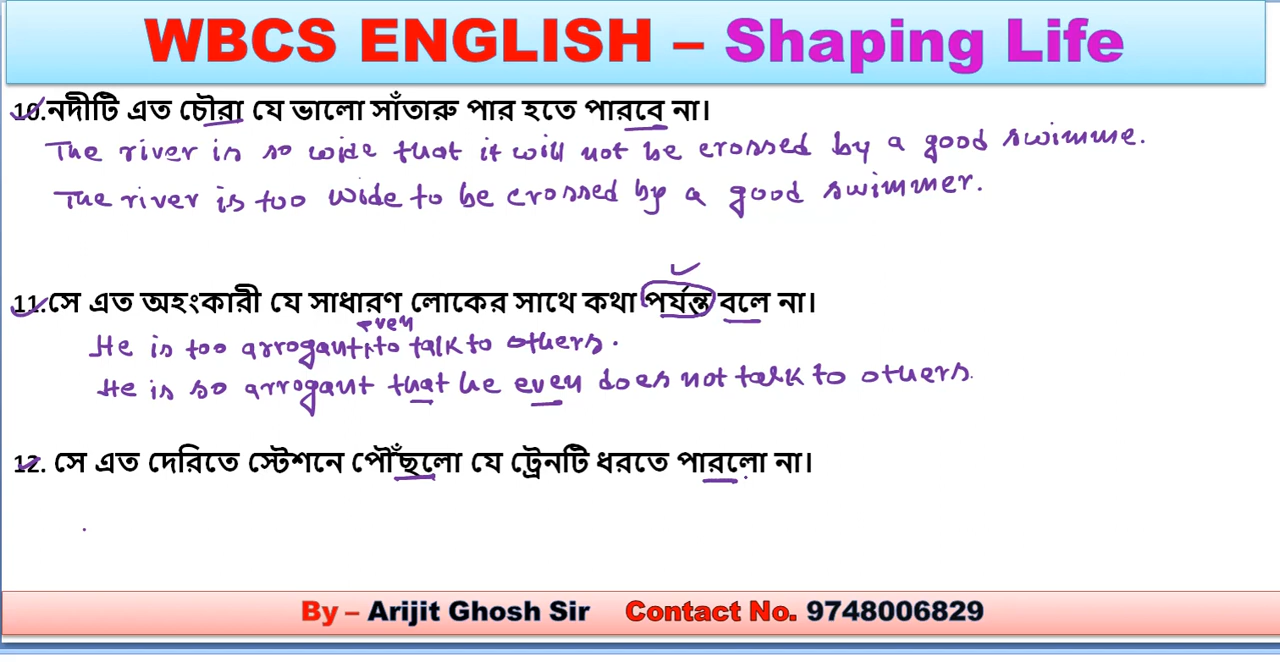 WBCS ENGLISH – Shaping Life
10.নদীটি এত চৌরা যে ভালো সাঁতারু পার হতে পারবে না।
The river is so wide that it will not be crossed by a good swimme.
The river is too wide to be crossed by a good swimmer.
11.সে এত অহংকারী যে সাধারণ লোকের সাথে কথা পর্যন্ত বলে না।
even
He is too arrogant to talk to others.
He is so arrogant that he even does not talk to others.
12. সে এত দেরিতে স্টেশনে পৌঁছলো যে ট্রেনটি ধরতে পারলো না।
By – Arijit Ghosh Sir Contact No. 9748006829